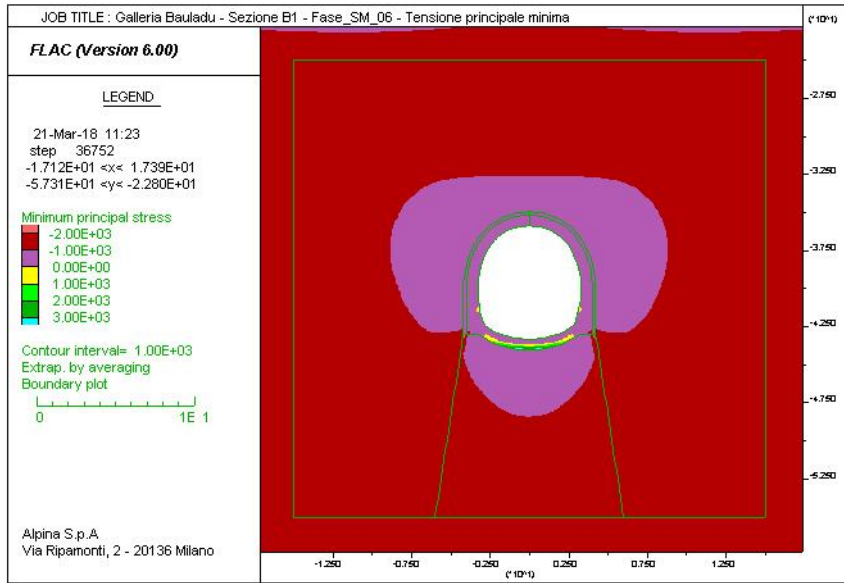 JOB TITLE : Galleria Bauladu - Sezione B1 - Fase_SM_06 - Tensione principale minima
(*10^1)
FLAC (Version 6.00)
LEGEND
21-Mar-18 11:23
step 36752
-1.712E+01 <x< 1.739E+01
-5.731E+01 <y< -2.280E+01
Minimum principal stress
-2.00E+03
-1.00E+03
0.00E+00
1.00E+03
2.00E+03
3.00E+03
Contour interval= 1.00E+03
Extrap. by averaging
Boundary plot
0 1E 1
Alpina S.p.A
Via Ripamonti, 2 - 20136 Milano
-2.750
-3.250
-3.750
-4.250
-4.750
-5.250
-1.250 -0.750 -0.250 0.250 0.750 1.250
(*10^1)